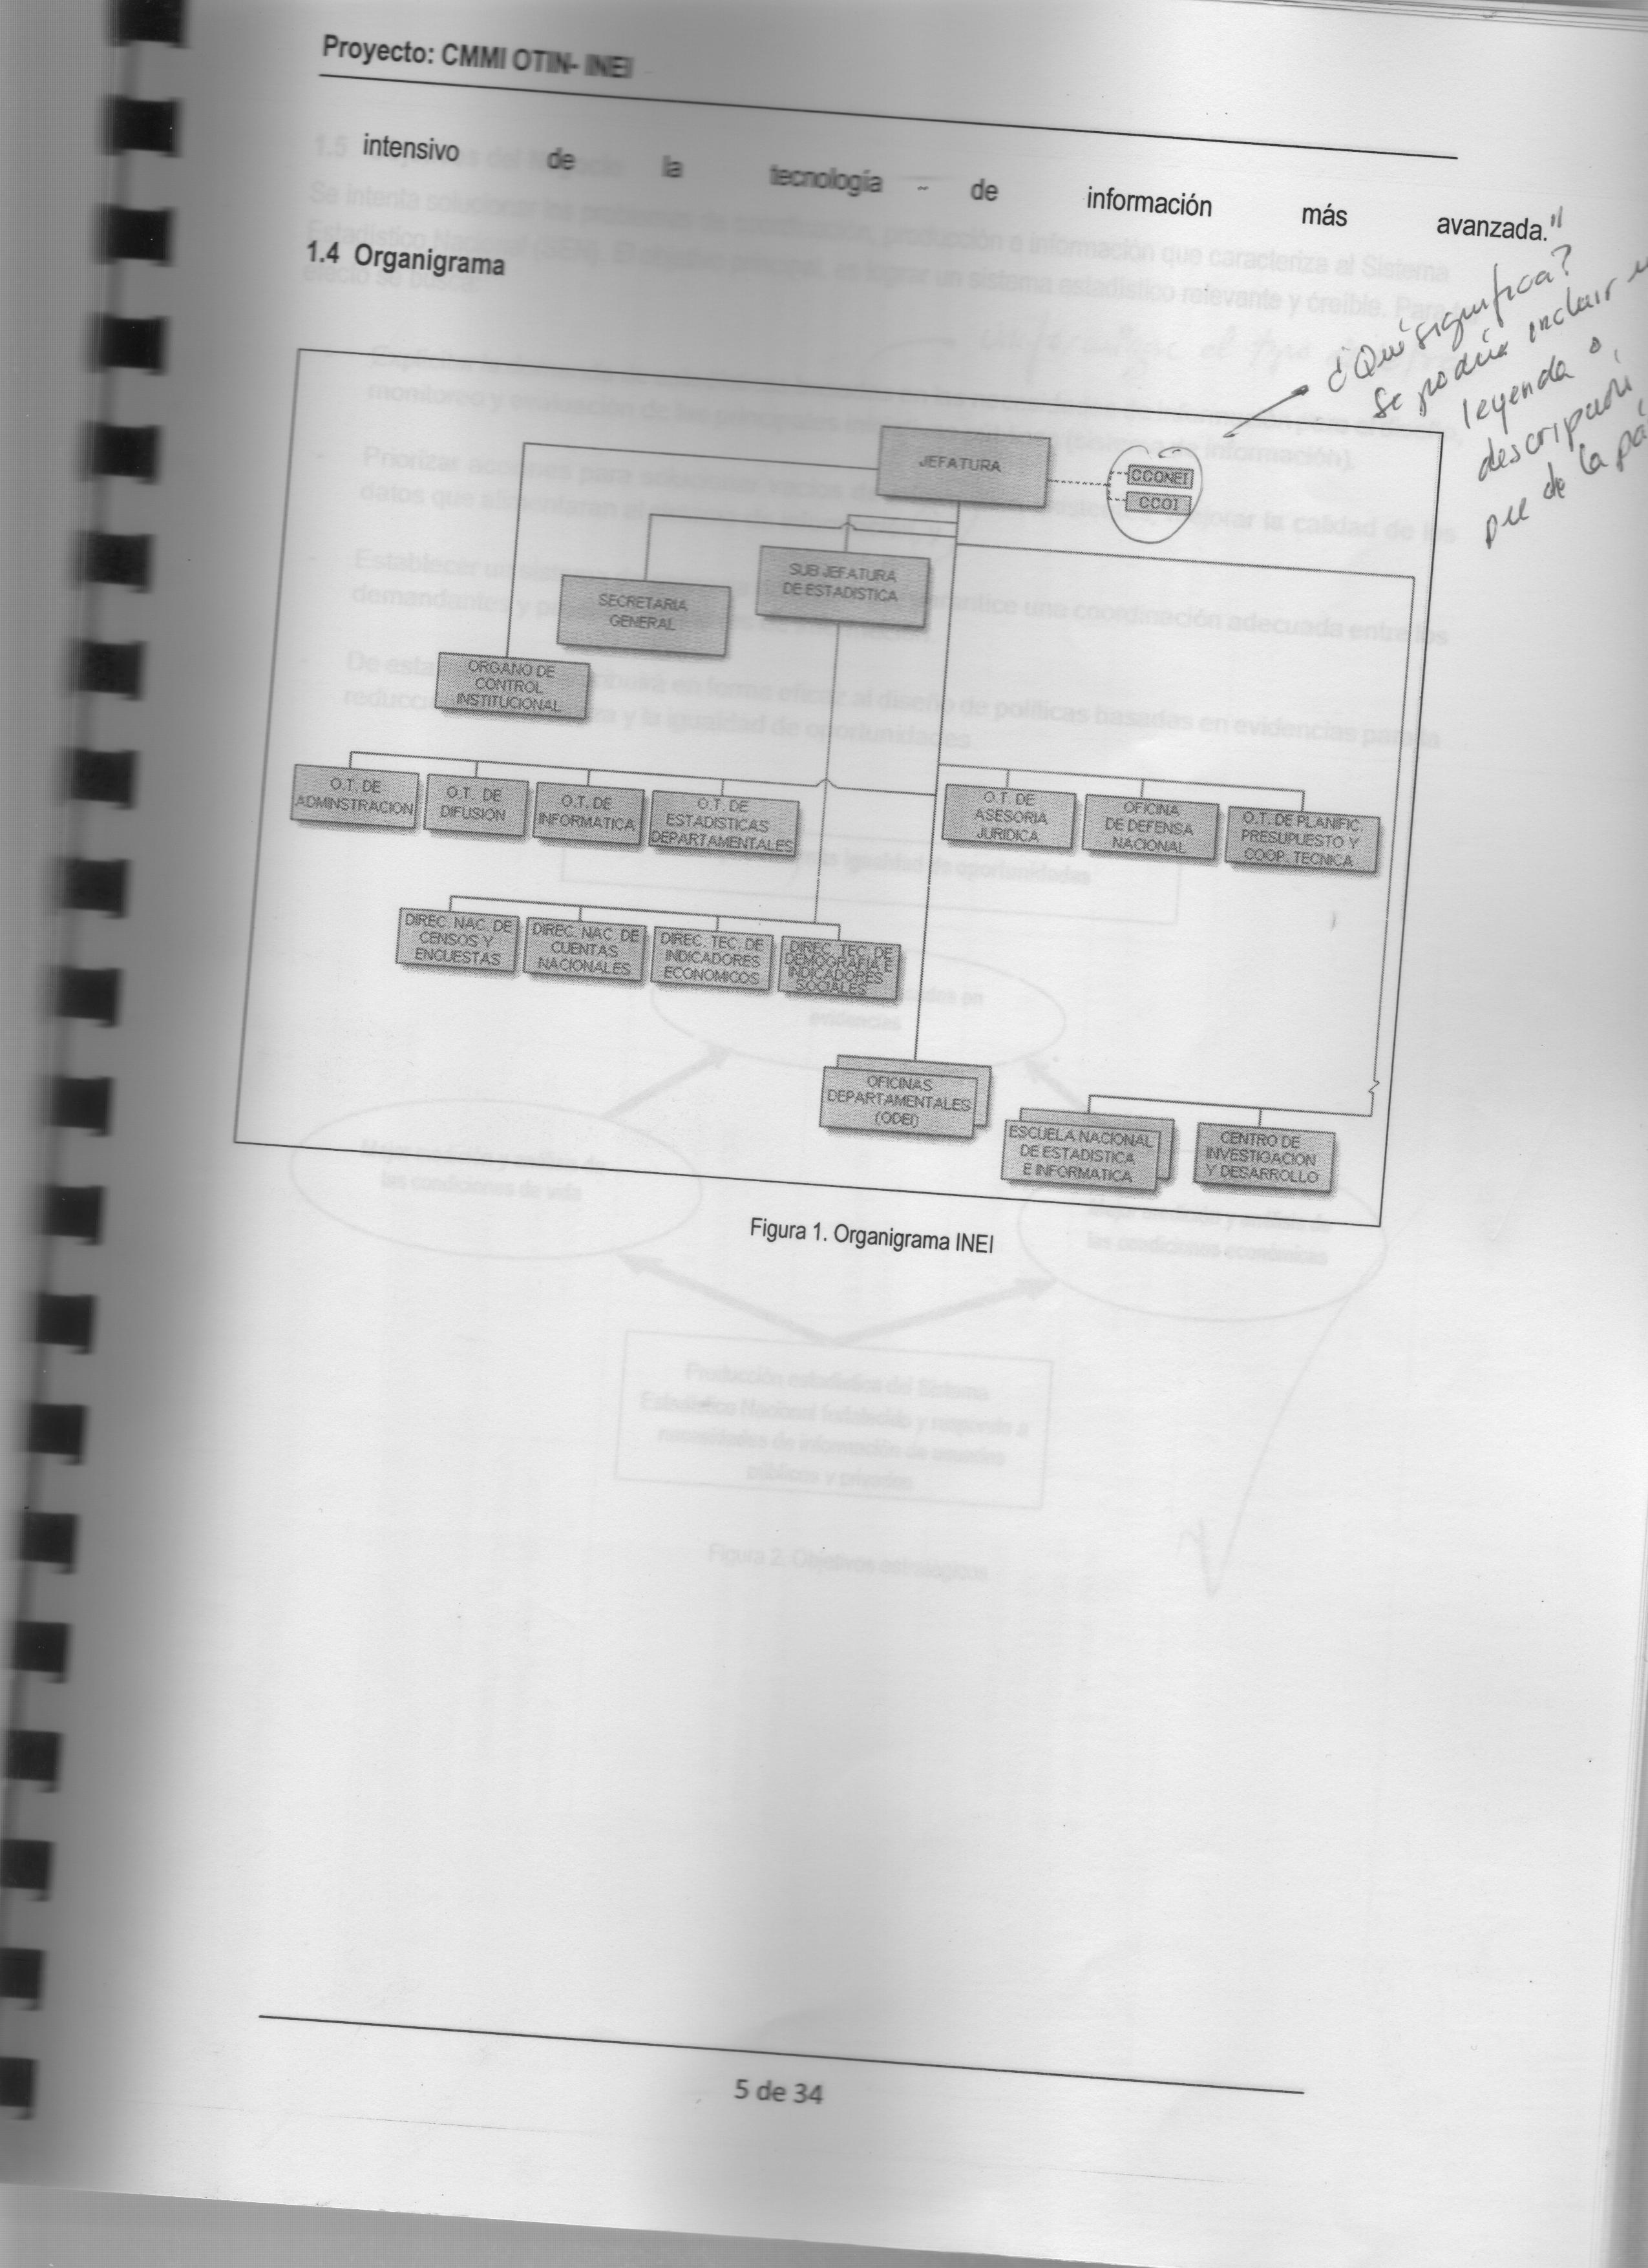 Proyecto: CMMI OTIN- INEI
intensivo de la tecnología de información más avanzada."
1.4 Organigrama
¿Qué significa?
Se podría incluir
leyenda o
descripción
pie de la
JEFATURA
CCONEI
CCOI
SUB JEFATURA
DE ESTADISTICA
SECRETARIA
GENERAL
ORGANO DE
CONTROL
INSTITUCIONAL
O.T. DE
ADMINSTRACION
O.T. DE
DIFUSION
O.T. DE
INFORMATICA
O.T. DE
ESTADISTICAS
DEPARTAMENTALES
O.T. DE
ASESORIA
JURIDICA
OFICINA
DE DEFENSA
NACIONAL
O.T. DE PLANIFIC.
PRESUPUESTO Y
COOP. TECNICA
DIREC. NAC. DE
CENSOS Y
ENCUESTAS
DIREC. NAC. DE
CUENTAS
NACIONALES
DIREC. TEC. DE
INDICADORES
ECONOMICOS
DIREC. TEC. DE
DEMOGRAFIA E
INDICADORES
SOCIALES
OFICINAS
DEPARTAMENTALES
(ODEI)
ESCUELA NACIONAL
DE ESTADISTICA
E INFORMATICA
CENTRO DE
INVESTIGACION
Y DESARROLLO
Figura 1. Organigrama INEI
5 de 34